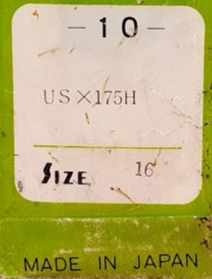 -10-
US×175H
SIZE 16
MADE IN JAPAN